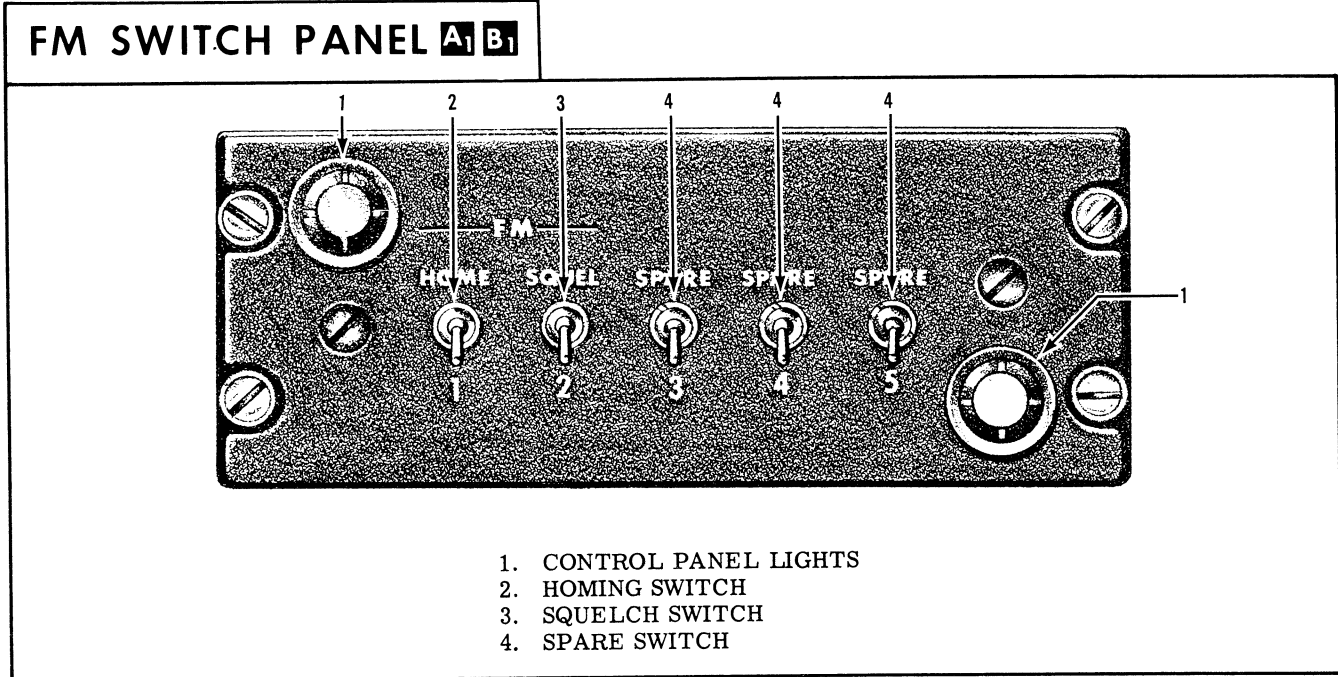 FM SWITCH PANEL A1 B1
1 2 3 4 4 4
FM
HOME SQUEL SPARE SPARE SPARE
1
1 2 3 4 5
1. CONTROL PANEL LIGHTS
2. HOMING SWITCH
3. SQUELCH SWITCH
4. SPARE SWITCH